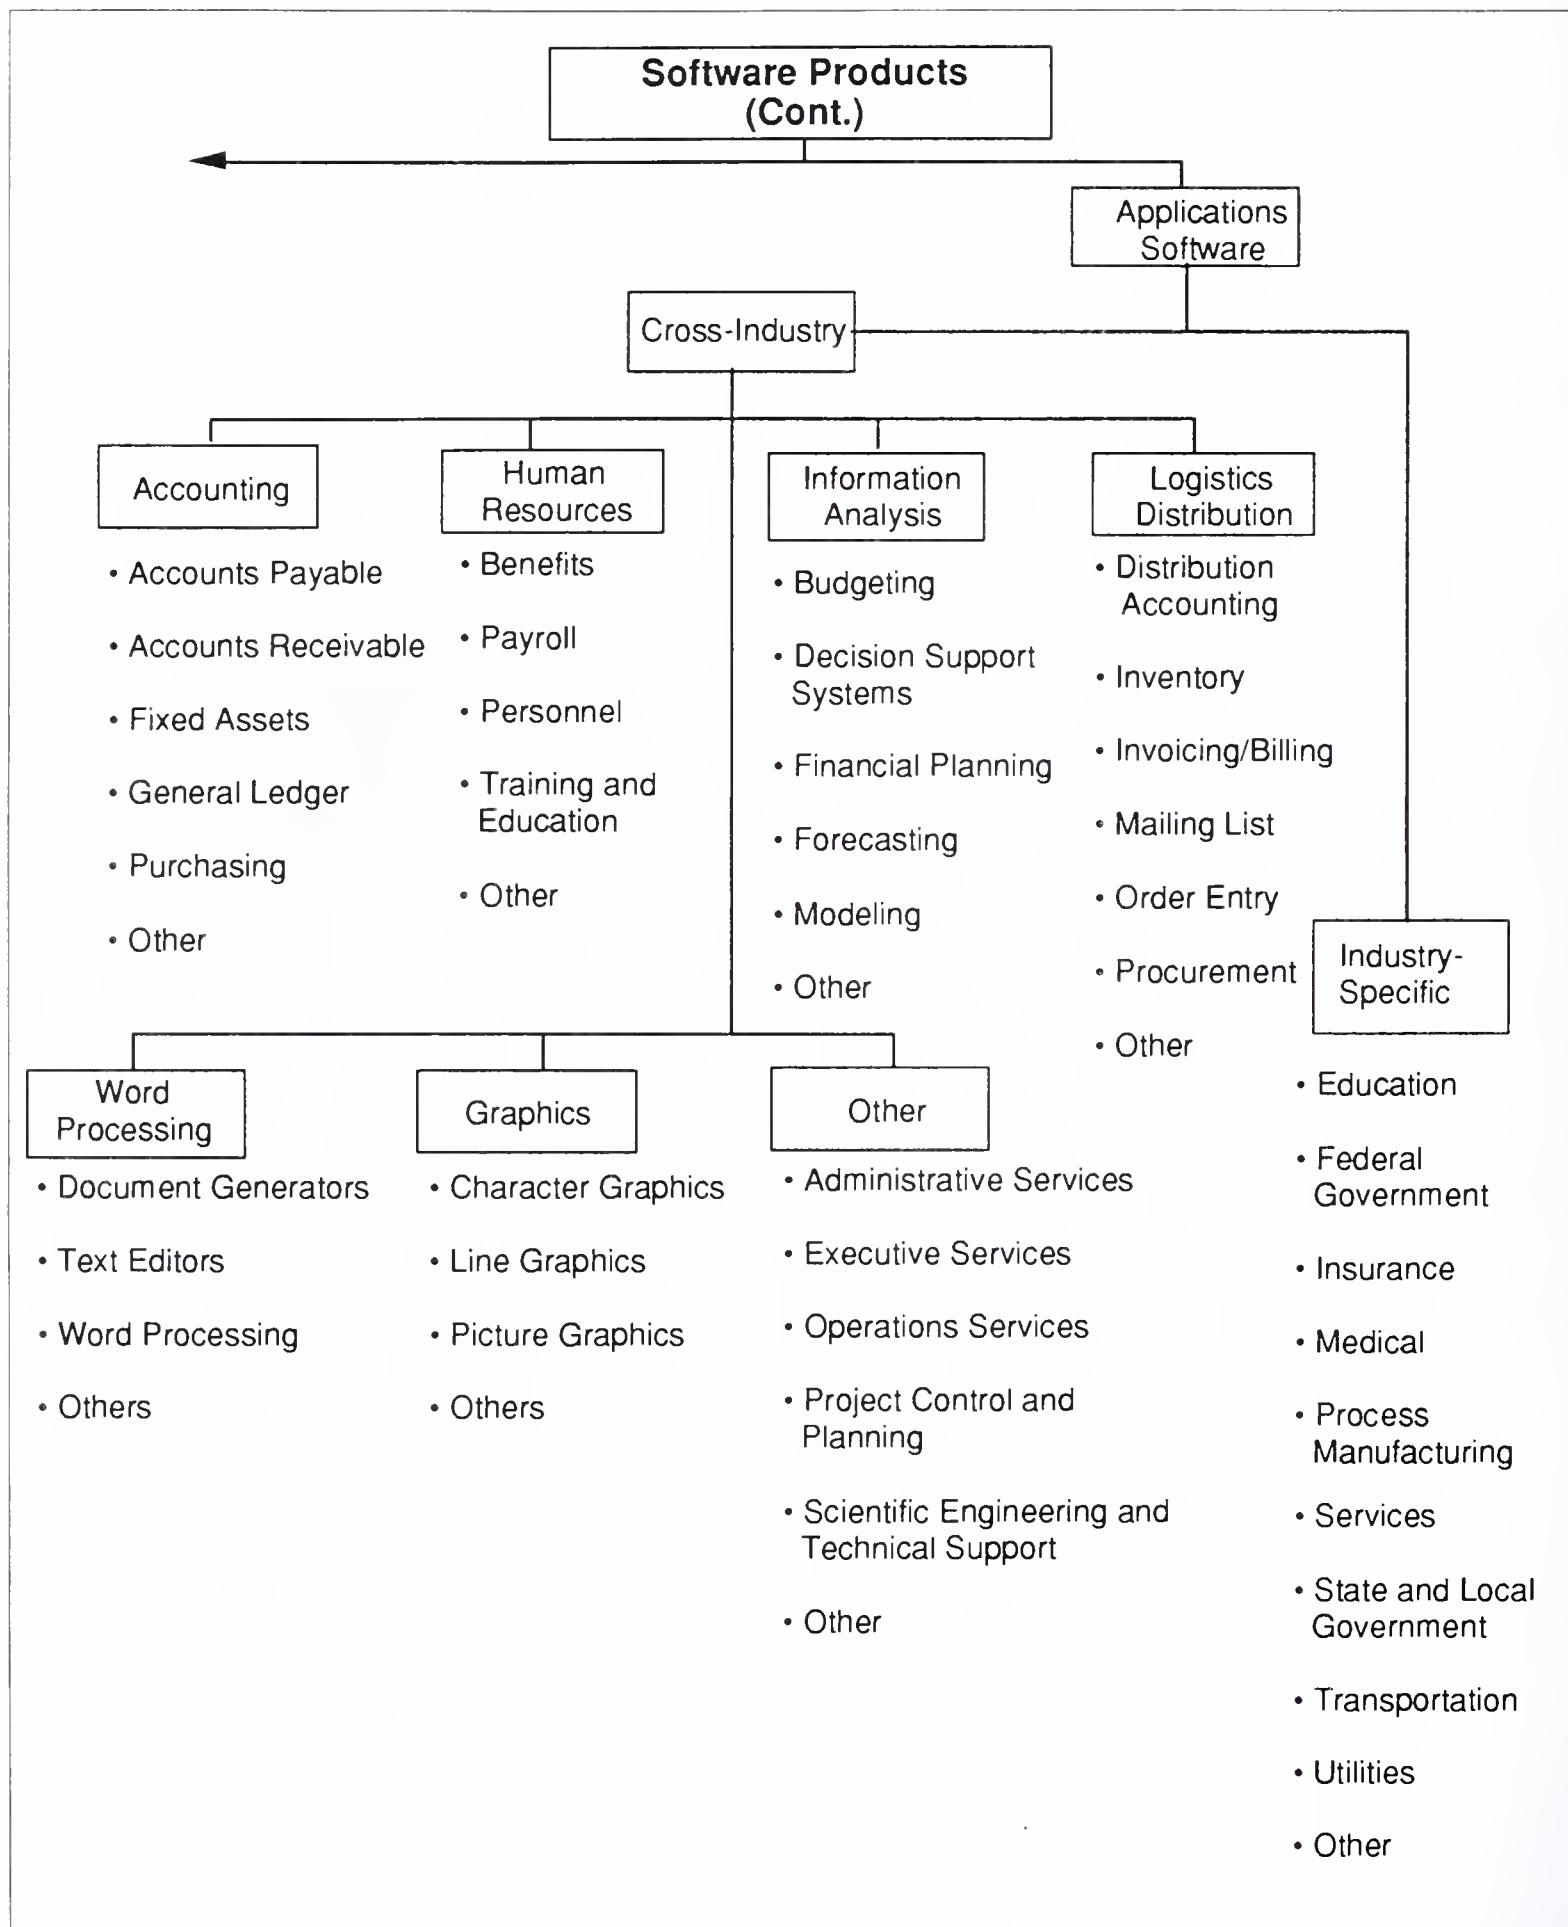 Software Products
(Cont.)
Applications
Software
Cross-Industry
Accounting
• Accounts Payable
• Accounts Receivable
• Fixed Assets
• General Ledger
• Purchasing
• Other
Human
Resources
• Benefits
• Payroll
• Personnel
• Training and
Education
• Other
Information
Analysis
• Budgeting
• Decision Support
Systems
• Financial Planning
• Forecasting
• Modeling
• Other
Logistics
Distribution
• Distribution
Accounting
• Inventory
• Invoicing/Billing
• Mailing List
• Order Entry
• Procurement
• Other
Industry-
Specific
• Education
• Federal
Government
• Insurance
• Medical
• Process
Manufacturing
• Services
• State and Local
Government
• Transportation
• Utilities
• Other
Word
Processing
• Document Generators
• Text Editors
• Word Processing
• Others
Graphics
• Character Graphics
• Line Graphics
• Picture Graphics
• Others
Other
• Administrative Services
• Executive Services
• Operations Services
• Project Control and
Planning
• Scientific Engineering and
Technical Support
• Other